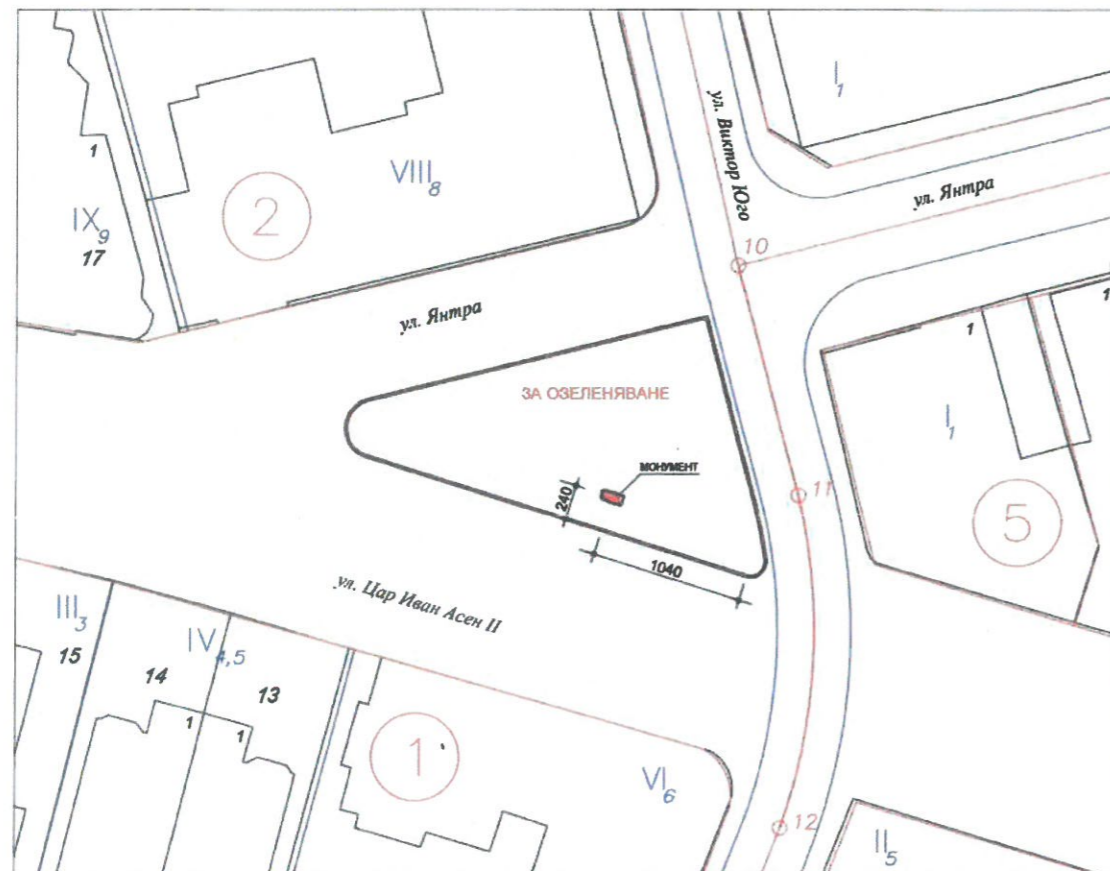 I1
ул. Виктор Юго
1
VIII8
2
IX9
17
ул. Янтра
10
ул. Янтра
1
1
ЗА ОЗЕЛЕНЯВАНЕ
I1
МОНУМЕНТ
240
11
5
1040
ул. Цар Иван Асен II
III3
15
IV4,5
14
13
1
1
1
VI6
12
II5